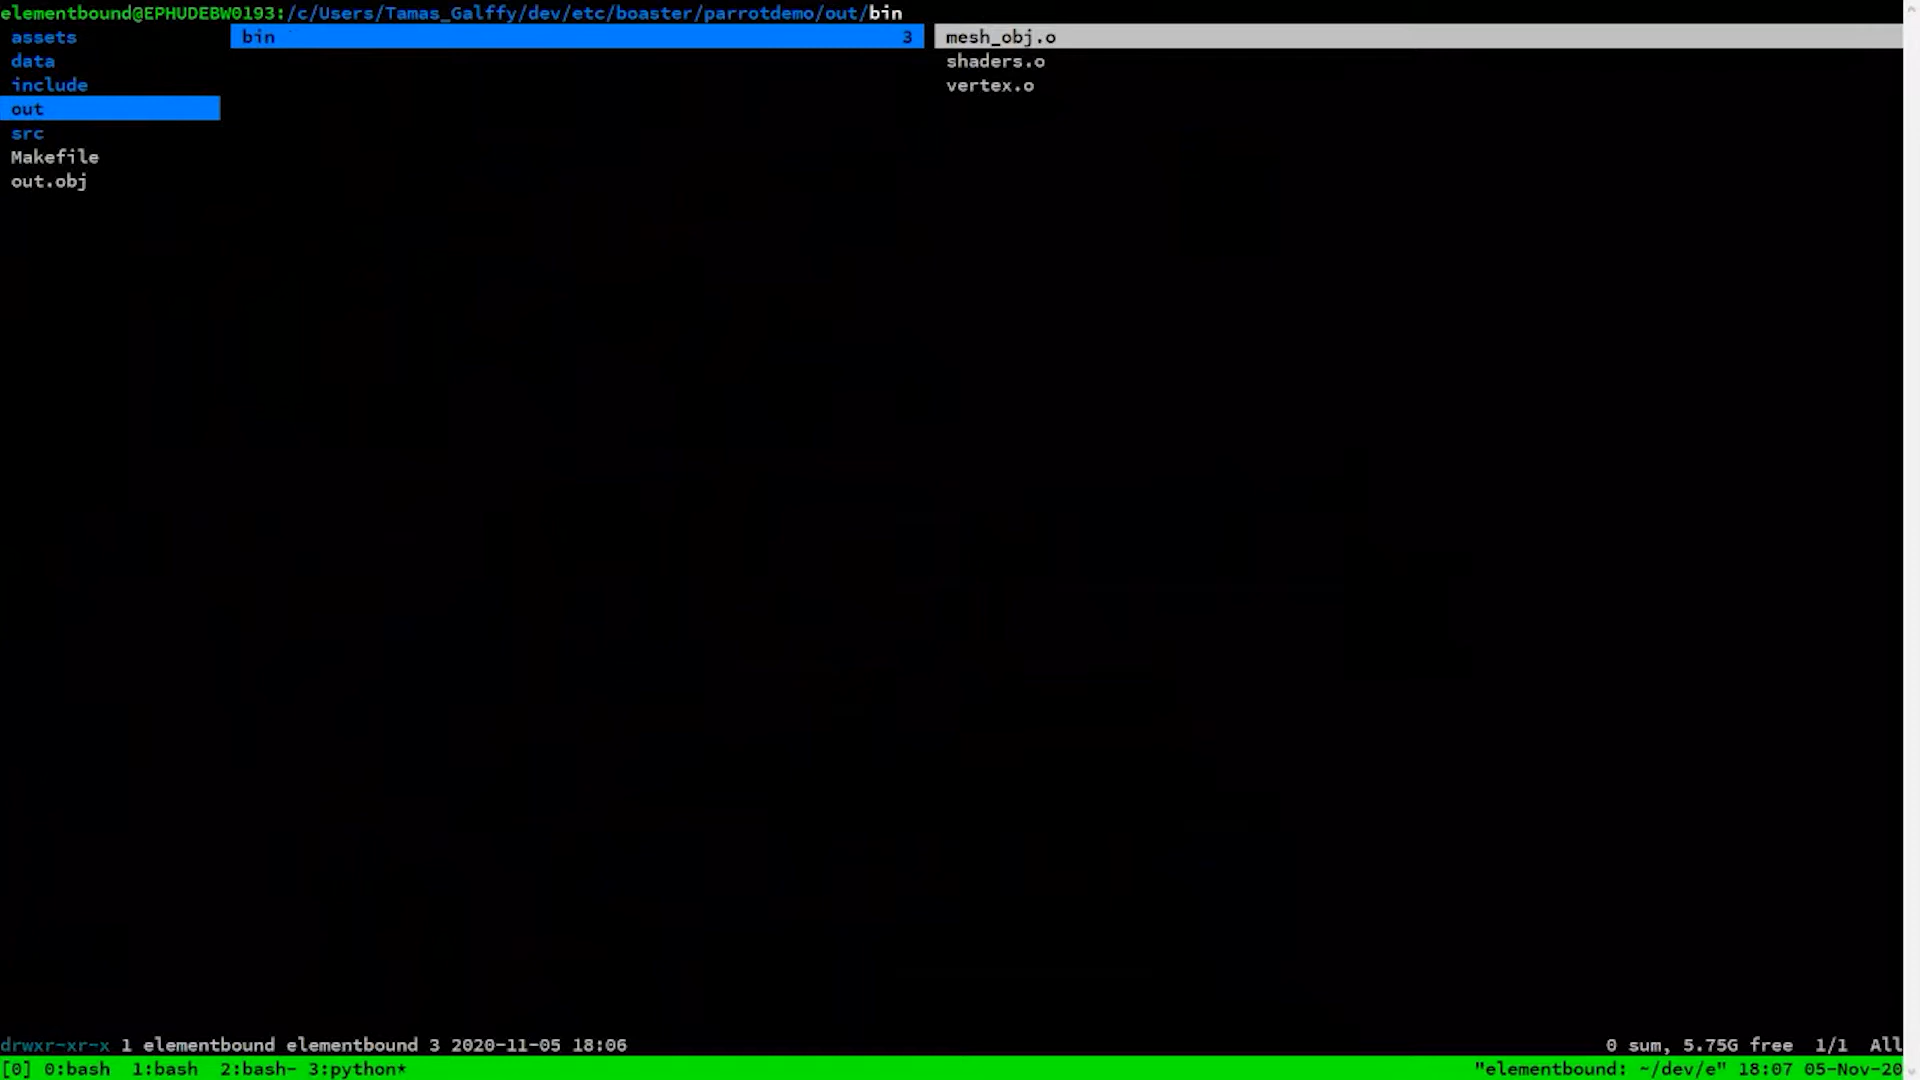 elementbound@EPHUDEBW0193:/c/Users/Tamas_Galffy/dev/etc/boaster/parrotdemo/out/bin
assets bin 3 mesh_obj.o
data shaders.o
include vertex.o
out
src
Makefile
out.obj
drwxr-xr-x 1 elementbound elementbound 3 2020-11-05 18:06 0 sum, 5.75G free 1/1 All
[0] 0:bash 1:bash 2:bash- 3:python* "elementbound: ~/dev/e" 18:07 05-Nov-20